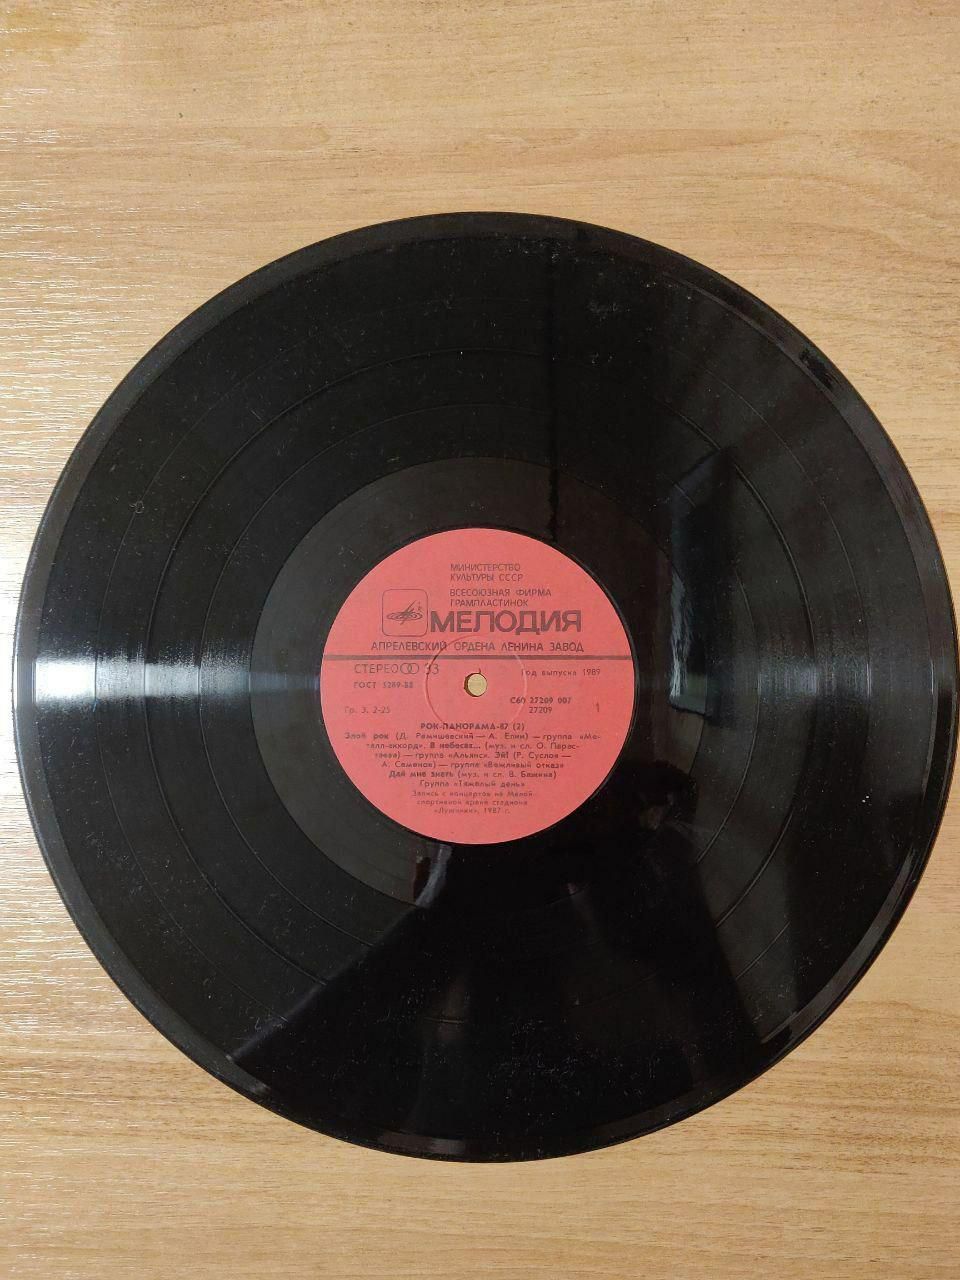 МИНИСТЕРСТВО
КУЛЬТУРЫ СССР
ВСЕСОЮЗНАЯ ФИРМА
ГРАМПЛАСТИНОК
МЕЛОДИЯ
АПРЕЛЕВСКИЙ ОРДЕНА ЛЕНИНА ЗАВОД
СТЕРЕО 33
Год выпуска 1989
ГОСТ 5289-88
С60 27209 007
Гр. 3. 2-25
27209
1
РОК-ПАНОРАМА-87 (2)
Злой рок (Д. — А. Елин) — группа «Ме-
талл-аккорд». В небесах... (муз. и сл. О. Парас-
таева) — группа «Альянс». Эй! (Р. Суслов —
А. Семенов) — группа «Вежливый отказ»
Дай мне знать (муз. и сл. В. Бажина)
Группа «Тяжелый день»
Запись с концертов на Малой
спортивной арене стадиона
«Лужники», 1987 г.